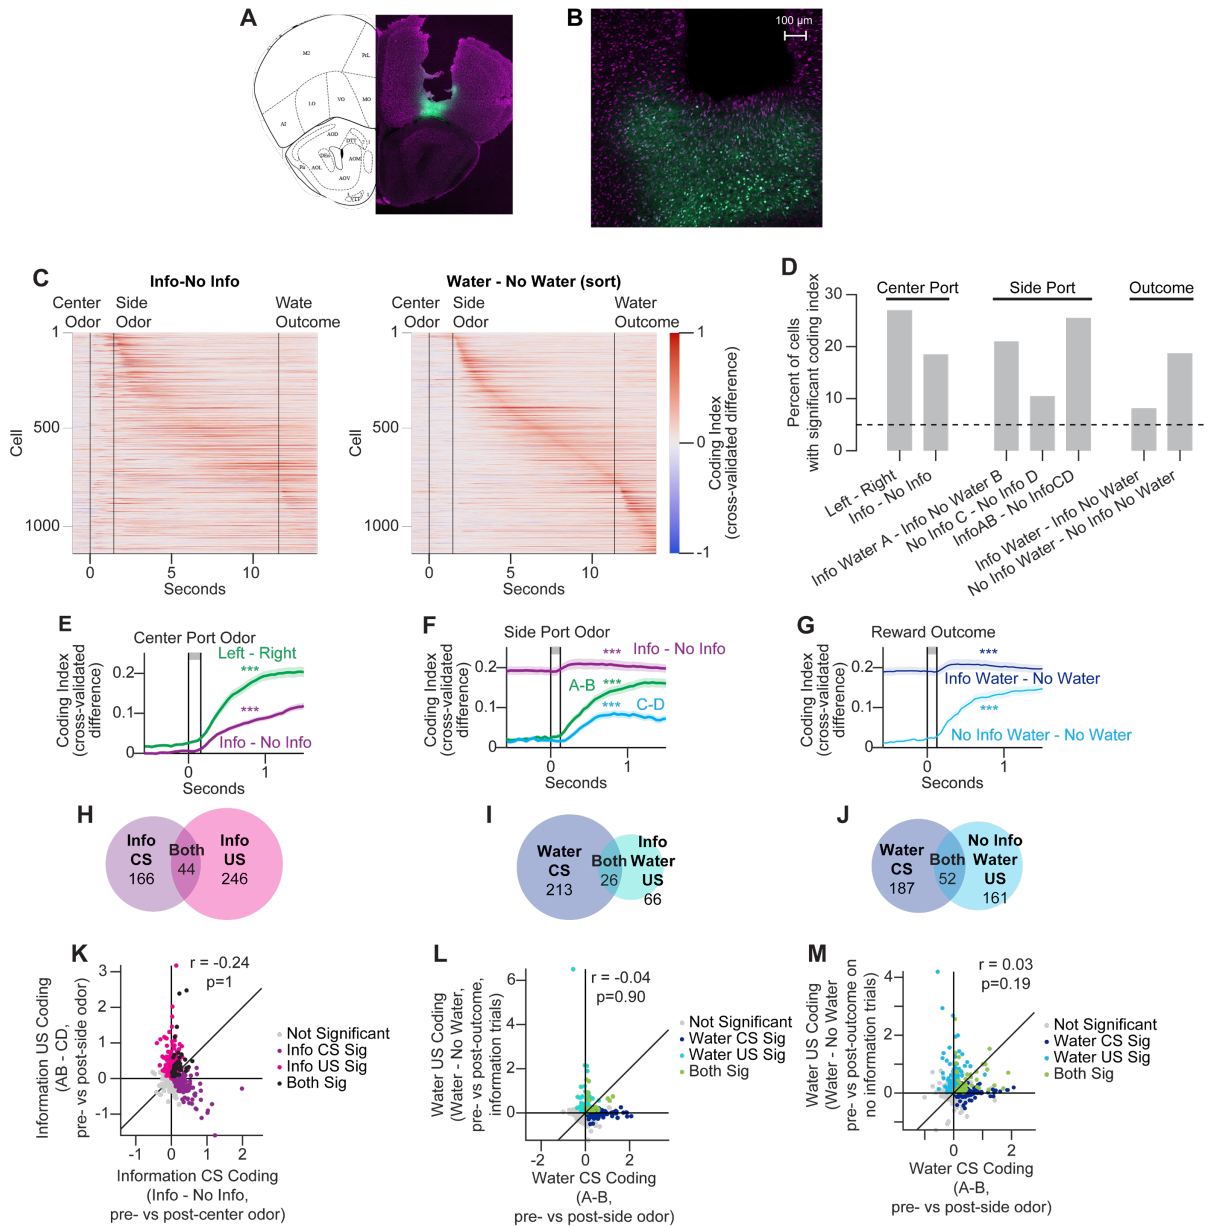 A
M2
PrL
LO
VO
MO
AI
AOD
DTT
DEn
AOM
Pir
AOL
AOV
VTT
B
100 µm
C
Info-No Info
Water - No Water (sort)
Center
Odor
Side
Odor
Wate
Outcome
Center
Odor
Side
Odor
Water
Outcome
Cell
1
500
1000
0
5
10
Seconds
Cell
1
500
1000
0
5
10
Seconds
1
0
-1
Coding Index
(cross-validated difference)
D
Center Port
Side Port
Outcome
Percent of cells
with significant coding index
30
20
10
0
Left - Right
Info - No Info
Info Water A - Info No Water B
No Info C - No Info D
InfoAB - No InfoCD
Info Water - Info No Water
No Info Water - No Info No Water
E
Center Port Odor
Left - Right
***
***
Info - No Info
Coding Index
(cross-validated
difference)
0.2
0.1
0
0
1
Seconds
F
Side Port Odor
*** Info - No Info
A-B ***
*** C-D
Coding Index
(cross-validated
difference)
0.2
0.1
0
0
1
Seconds
G
Reward Outcome
***
Info Water - No Water
***
No Info Water - No Water
Coding Index
(cross-validated
difference)
0.2
0.1
0
0
1
Seconds
H
Info
CS
166
Both
44
Info
US
246
I
Water
CS
213
Both
26
Info
Water
US
66
J
Water
CS
187
Both
52
No Info
Water
US
161
K
r = -0.24
p=1
Information US Coding
(AB - CD,
pre- vs post-side odor)
3
2
1
0
-1
-1
0
1
2
Information CS Coding
(Info - No Info,
pre- vs post-center odor)
Not Significant
Info CS Sig
Info US Sig
Both Sig
L
r = -0.04
p=0.90
Water US Coding
(Water - No Water,
pre- vs post-outcome,
information trials)
6
4
2
0
-2
0
2
Water CS Coding
(A-B,
pre- vs post-side odor)
Not Significant
Water CS Sig
Water US Sig
Both Sig
M
r = 0.03
p=0.19
Water US Coding
(Water - No Water
pre- vs post-outcome on
no information trials)
4
2
0
0
2
Water CS Coding
(A-B,
pre- vs post-side odor)
Not Significant
Water CS Sig
Water US Sig
Both Sig